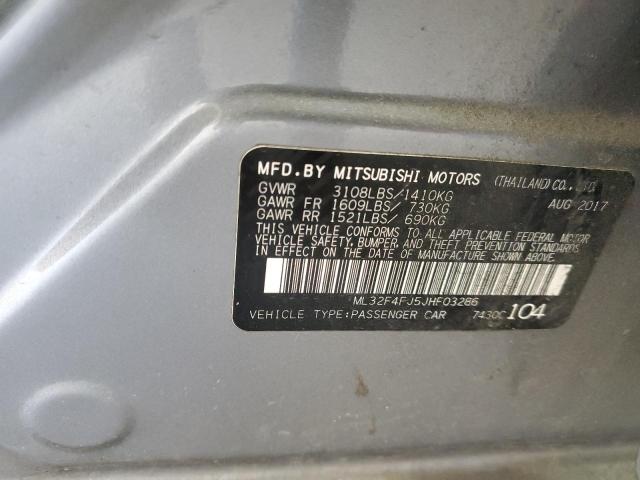 MFD.BY MITSUBISHI MOTORS (THAILAND) CO., LTD.
GVWR 3108LBS/1410KG AUG 2017
GAWR FR 1609LBS/ 730KG
GAWR RR 1521LBS/ 690KG
THIS VEHICLE CONFORMS TO ALL APPLICABLE FEDERAL MOTOR
VEHICLE SAFETY, BUMPER, AND THEFT PREVENTION STANDARDS
IN EFFECT ON THE DATE OF MANUFACTURE SHOWN ABOVE.
ML32F4FJ5JHF03286
VEHICLE TYPE:PASSENGER CAR 7430C 104